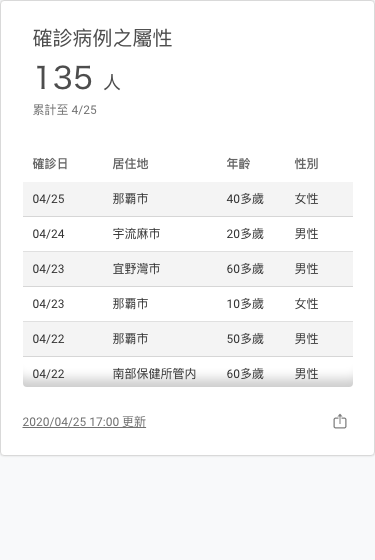 確診病例之屬性
135 人
累計至 4/25
確診日 居住地 年齡 性別
04/25 那覇市 40多歲 女性
04/24 宇流麻市 20多歲 男性
04/23 宜野灣市 60多歲 男性
04/23 那覇市 10多歲 女性
04/22 那覇市 50多歲 男性
04/22 南部保健所管内 60多歲 男性
2020/04/25 17:00 更新